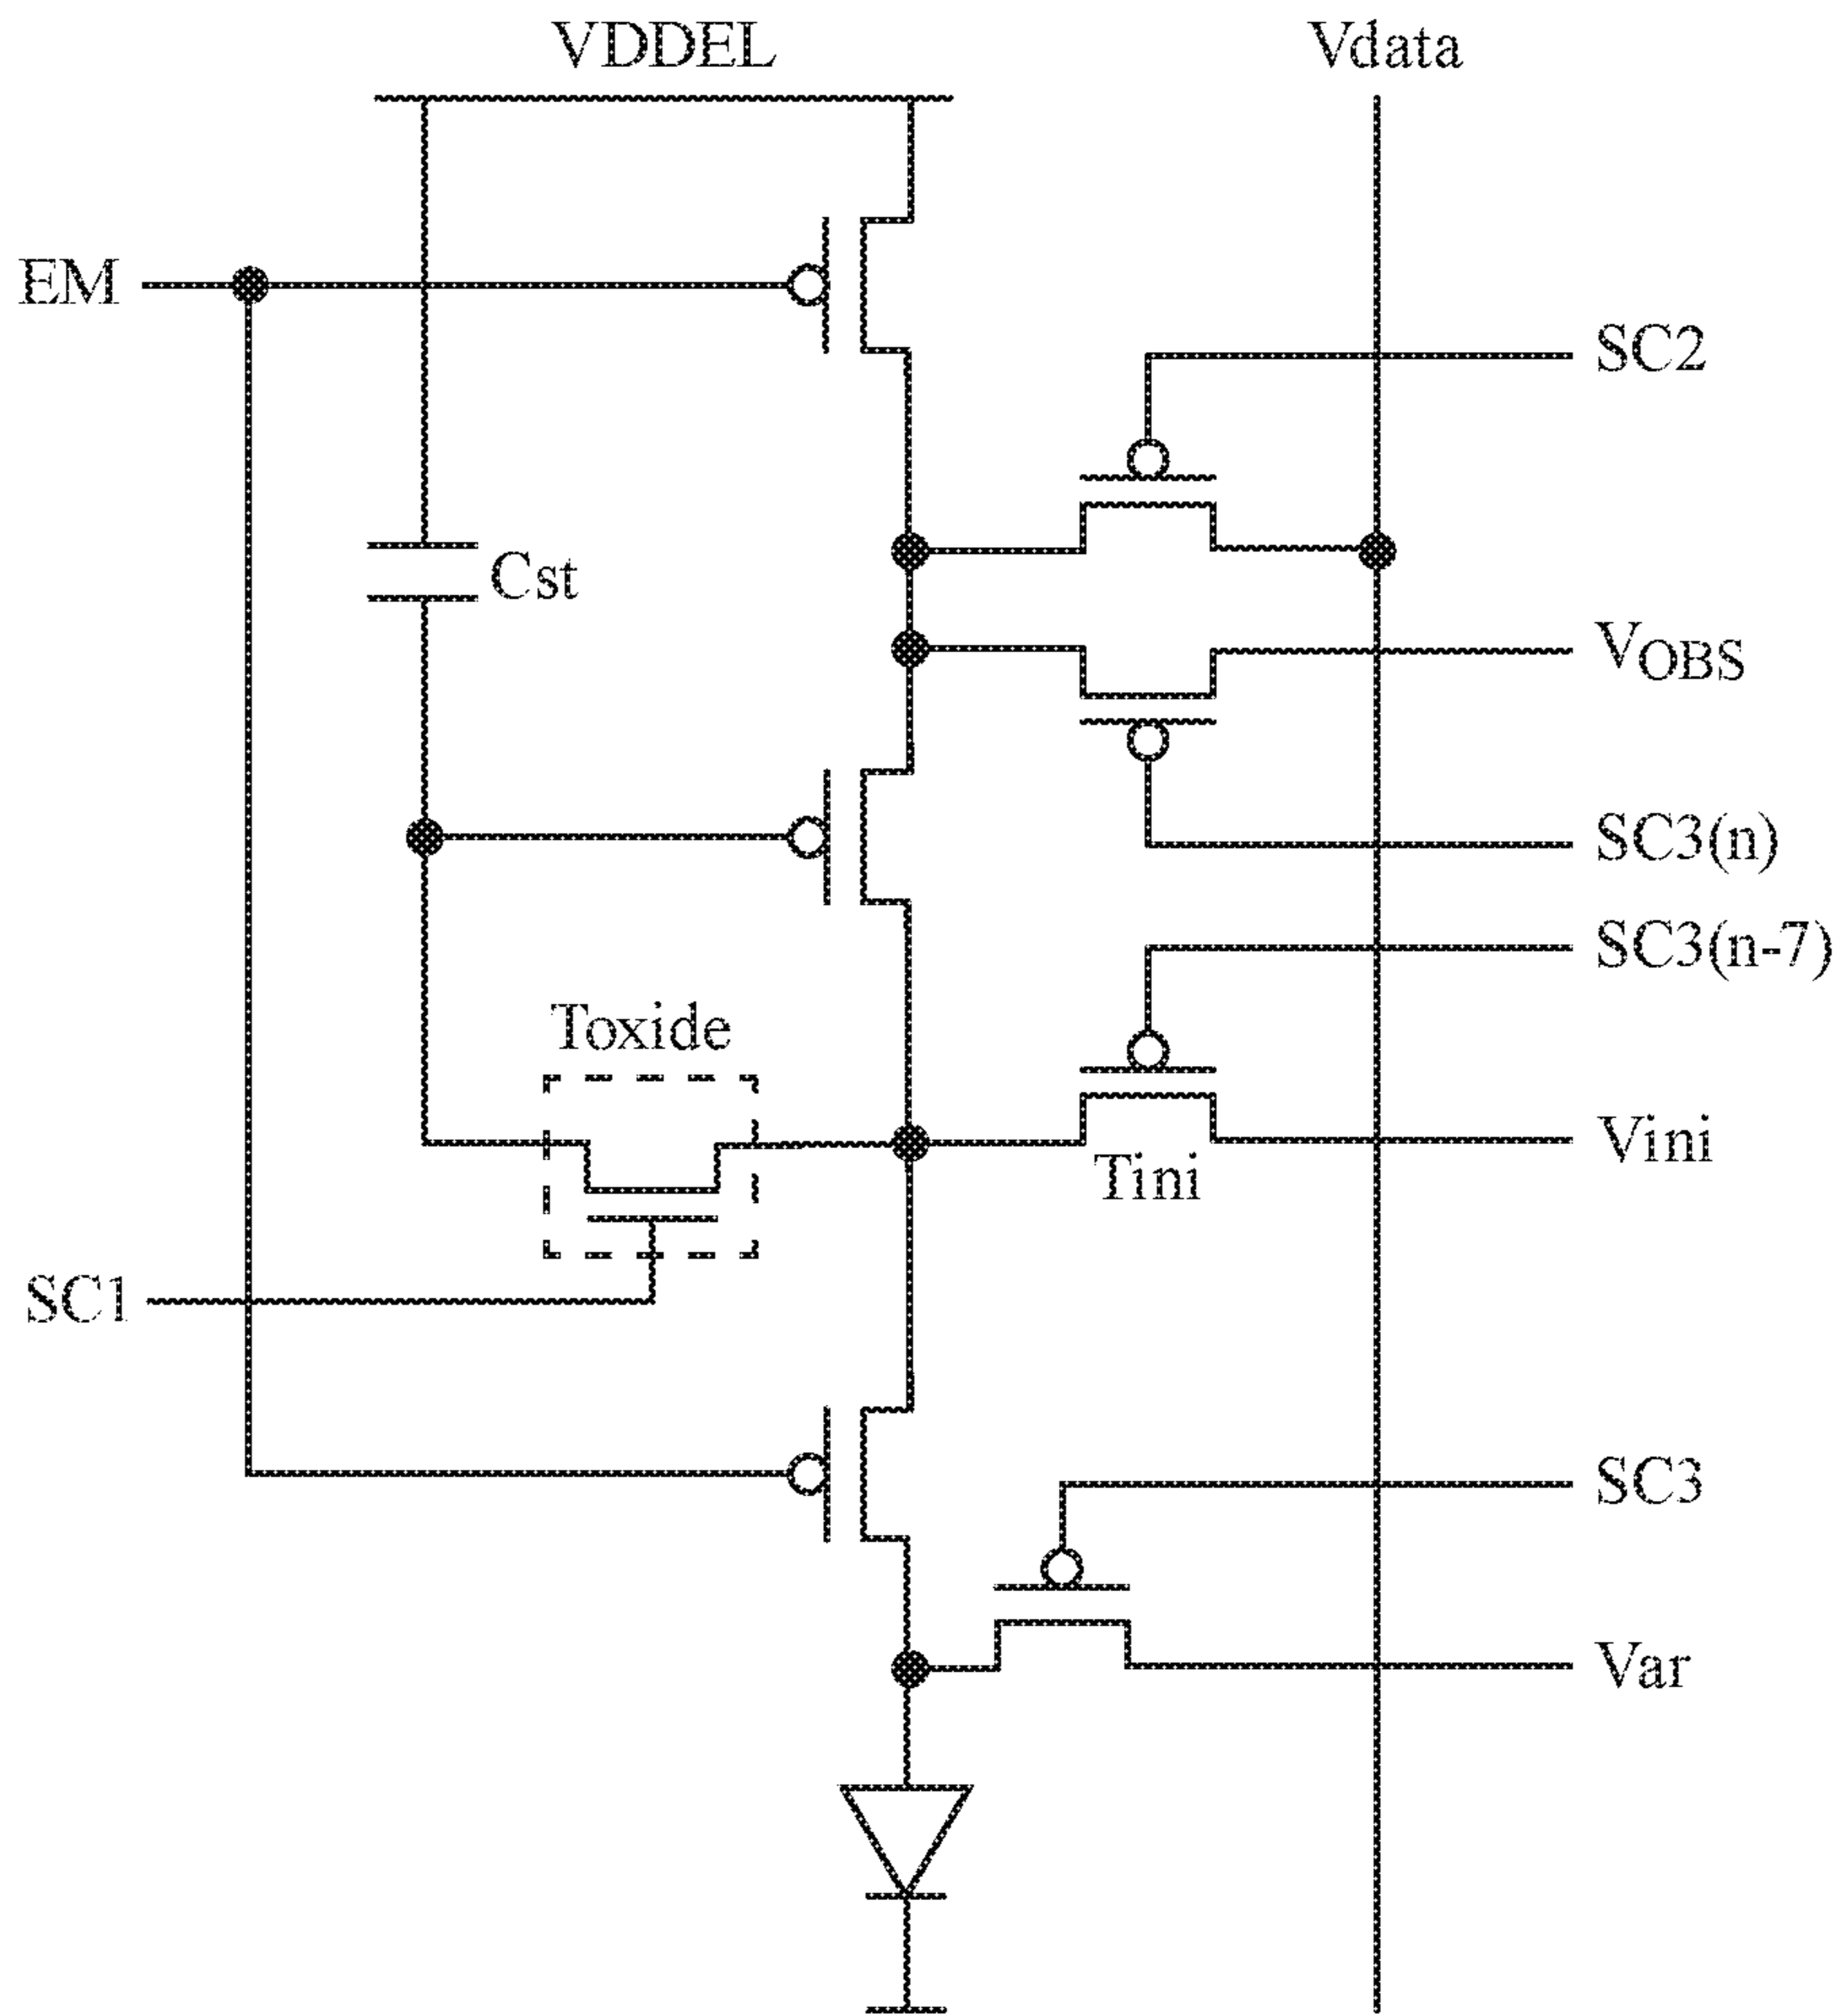 VDDEL
Vdata
EM
SC2
Cst
VOBS
SC3(n)
SC3(n-7)
Toxide
Vini
Tini
SC1
SC3
Var